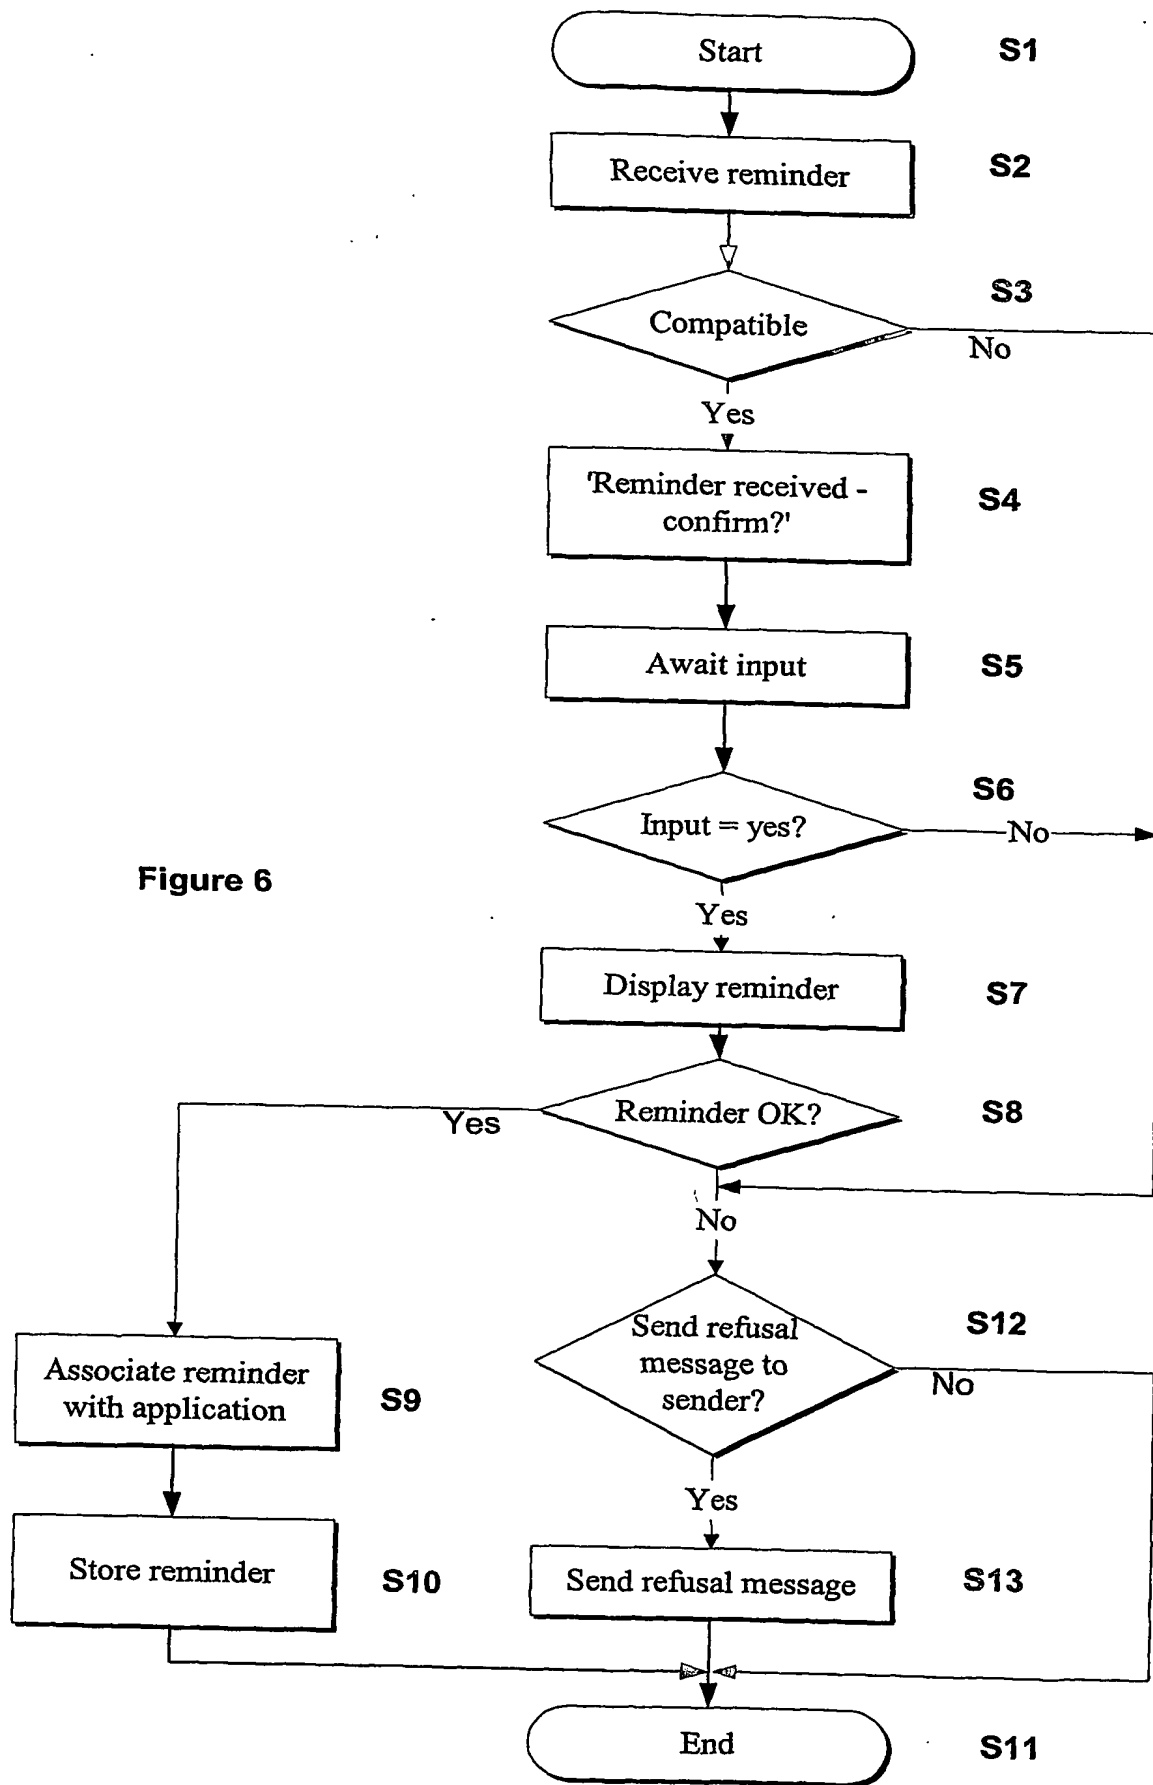 Start
S1
Receive reminder
S2
Compatible
S3
No
Yes
'Reminder received -
confirm?'
S4
Await input
S5
Input = yes?
S6
No
Figure 6
Yes
Display reminder
S7
Reminder OK?
S8
Yes
No
Send refusal
message to
sender?
S12
No
Associate reminder
with application
S9
Yes
Store reminder
S10
Send refusal message
S13
End
S11